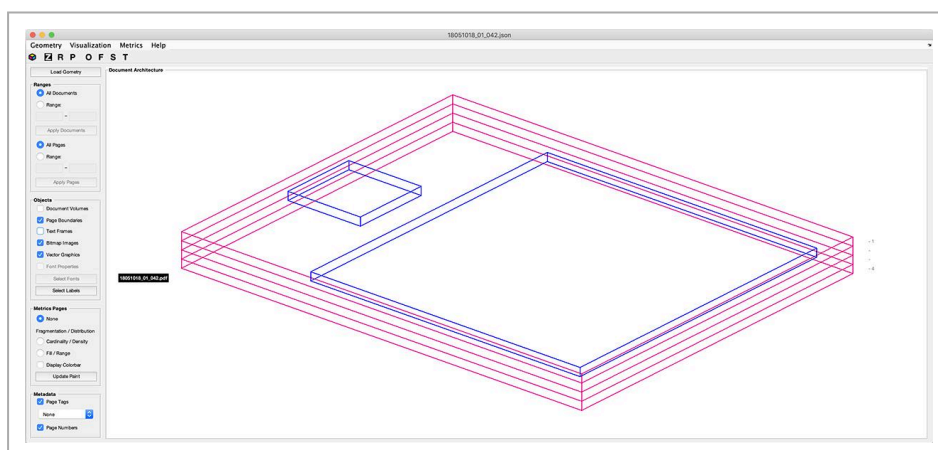 18051018_01_042.json
Geometry Visualization Metrics Help
Z R P O F S T
Load Gometry
Document Architecture
Ranges
All Documents
Range:
–
Apply Documents
All Pages
Range:
–
Apply Pages
Objects
Document Volumes
Page Boundaries
Text Frames
Bitmap Images
Vector Graphics
Font Properties
Select Fonts
Select Labels
18051018_01_042.pdf
– 1
–
–
– 4
Metrics Pages
None
Fragmentation / Distribution
Cardinality / Density
Fill / Range
Display Colorbar
Update Paint
Metadata
Page Tags
None
Page Numbers